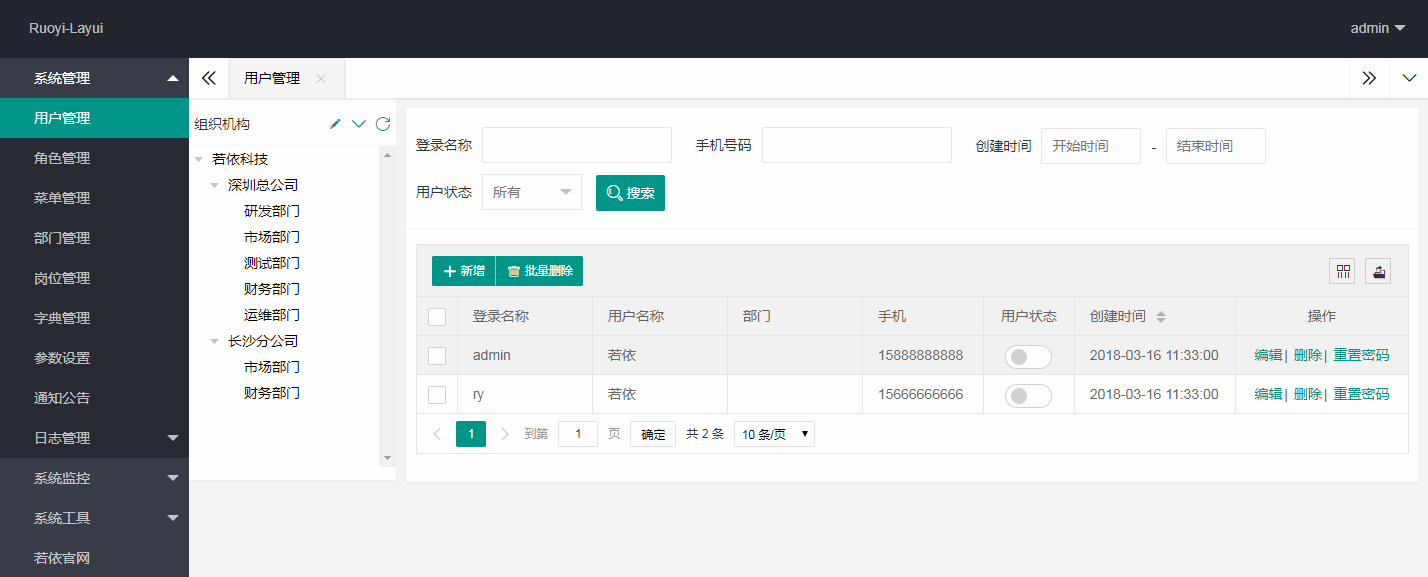 Ruoyi-Layui
admin
系统管理
用户管理
角色管理
菜单管理
部门管理
岗位管理
字典管理
参数设置
通知公告
日志管理
系统监控
系统工具
若依官网
用户管理
组织机构
若依科技
深圳总公司
研发部门
市场部门
测试部门
财务部门
运维部门
长沙分公司
市场部门
财务部门
登录名称 手机号码 创建时间 开始时间 - 结束时间
用户状态 所有 搜索
新增 批量删除
登录名称 用户名称 部门 手机 用户状态 创建时间 操作
admin 若依 15888888888 2018-03-16 11:33:00 编辑| 删除| 重置密码
ry 若依 15666666666 2018-03-16 11:33:00 编辑| 删除| 重置密码
1 到第 1 页 确定 共 2 条 10 条/页